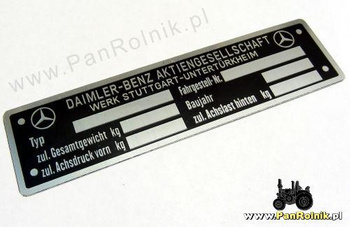 www.PanRolnik.pl
DAIMLER-BENZ AKTIENGESELLSCHAFT
WERK STUTTGART-UNTERTÜRKHEIM
Typ Fahrgestell-Nr.
zul. Gesamtgewicht kg Baujahr
zul. Achsdruck vorn kg zul. Achslast hinten kg
www.PanRolnik.pl